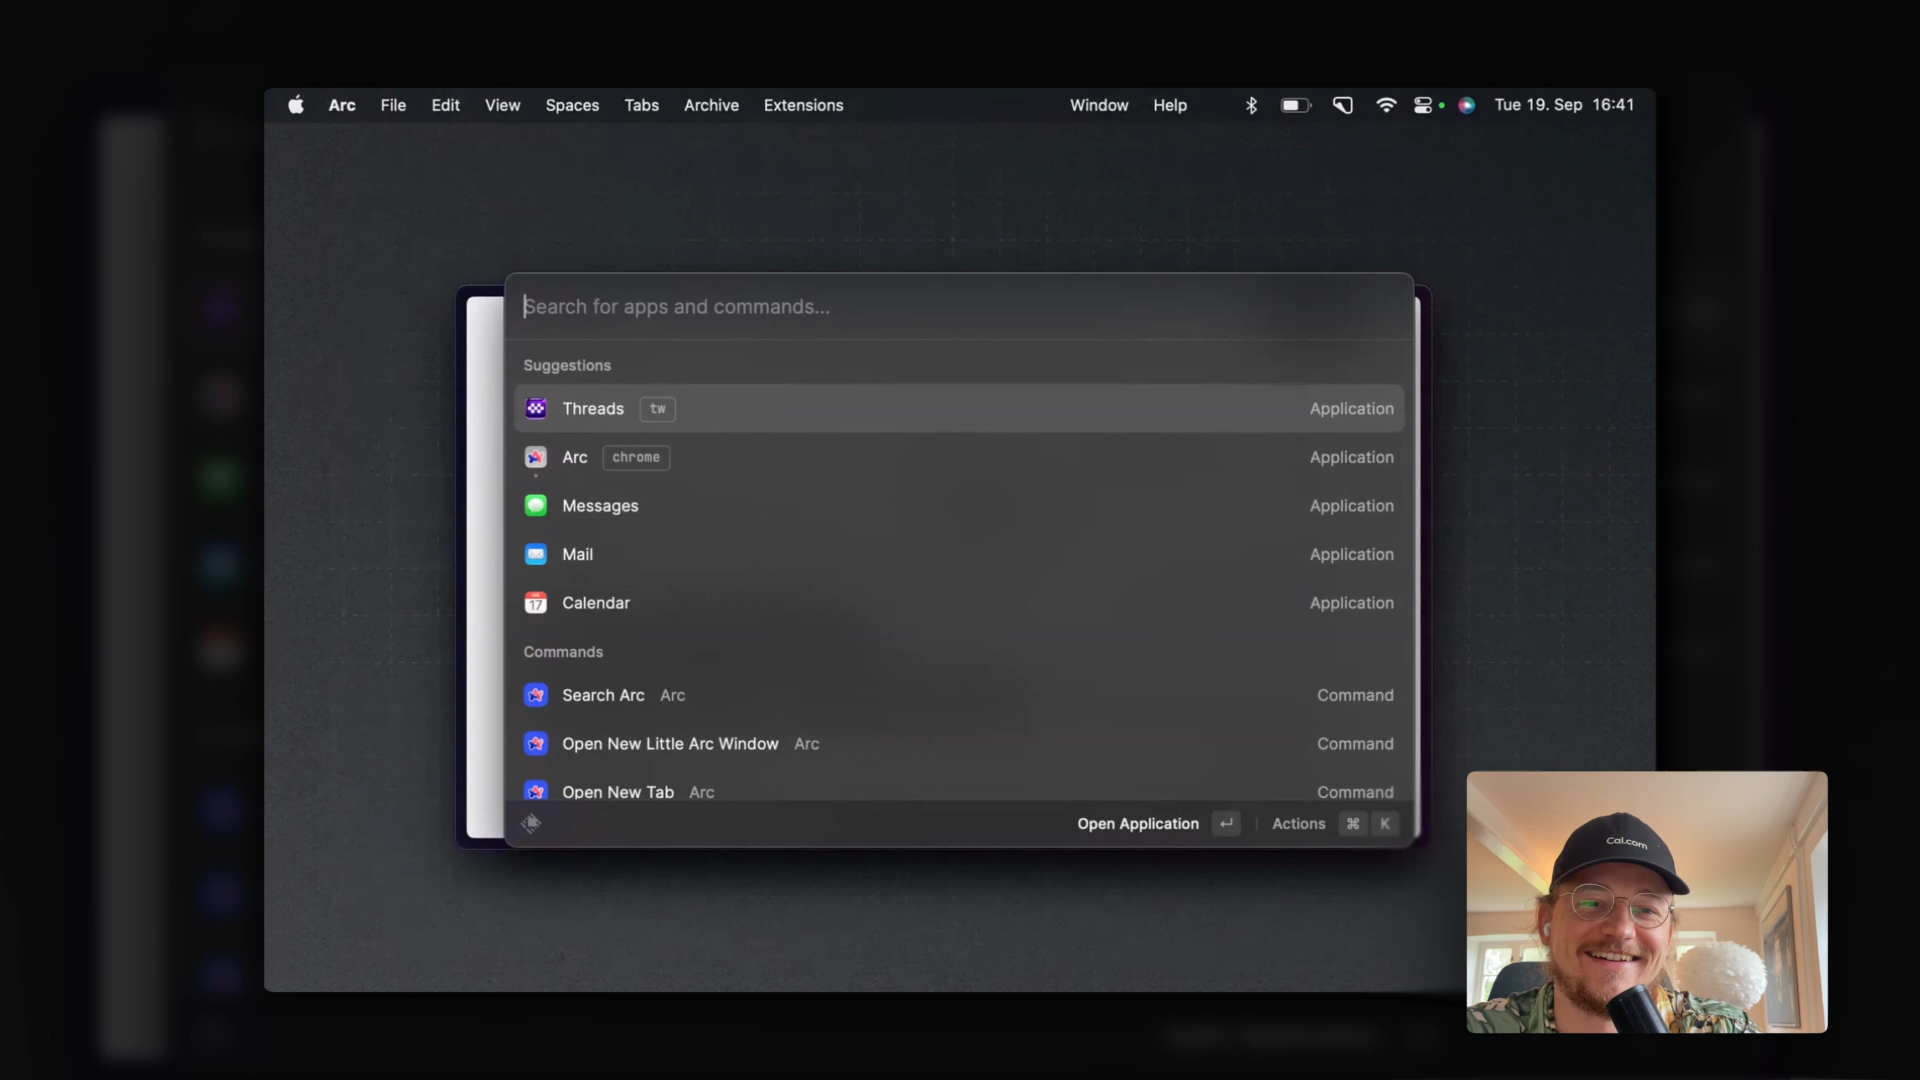 Arc File Edit View Spaces Tabs Archive Extensions Window Help Tue 19. Sep 16:41
Search for apps and commands...
Suggestions
Threads tw Application
Arc chrome Application
Messages Application
Mail Application
17 Calendar Application
Commands
Search Arc Arc Command
Open New Little Arc Window Arc Command
Open New Tab Arc Command
Open Application ↵ Actions ⌘ K
Cal.com